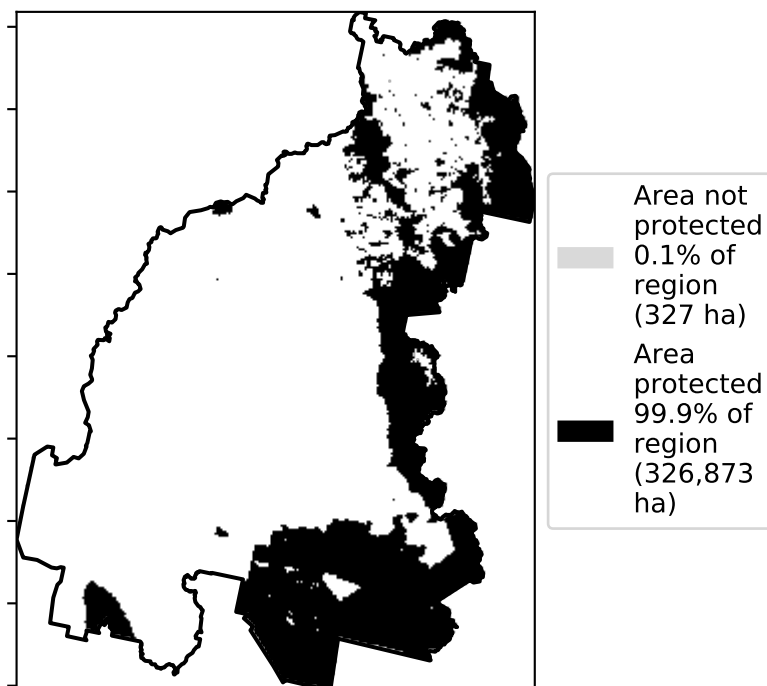 Area not
protected
0.1% of
region
(327 ha)
Area
protected
99.9% of
region
(326,873
ha)